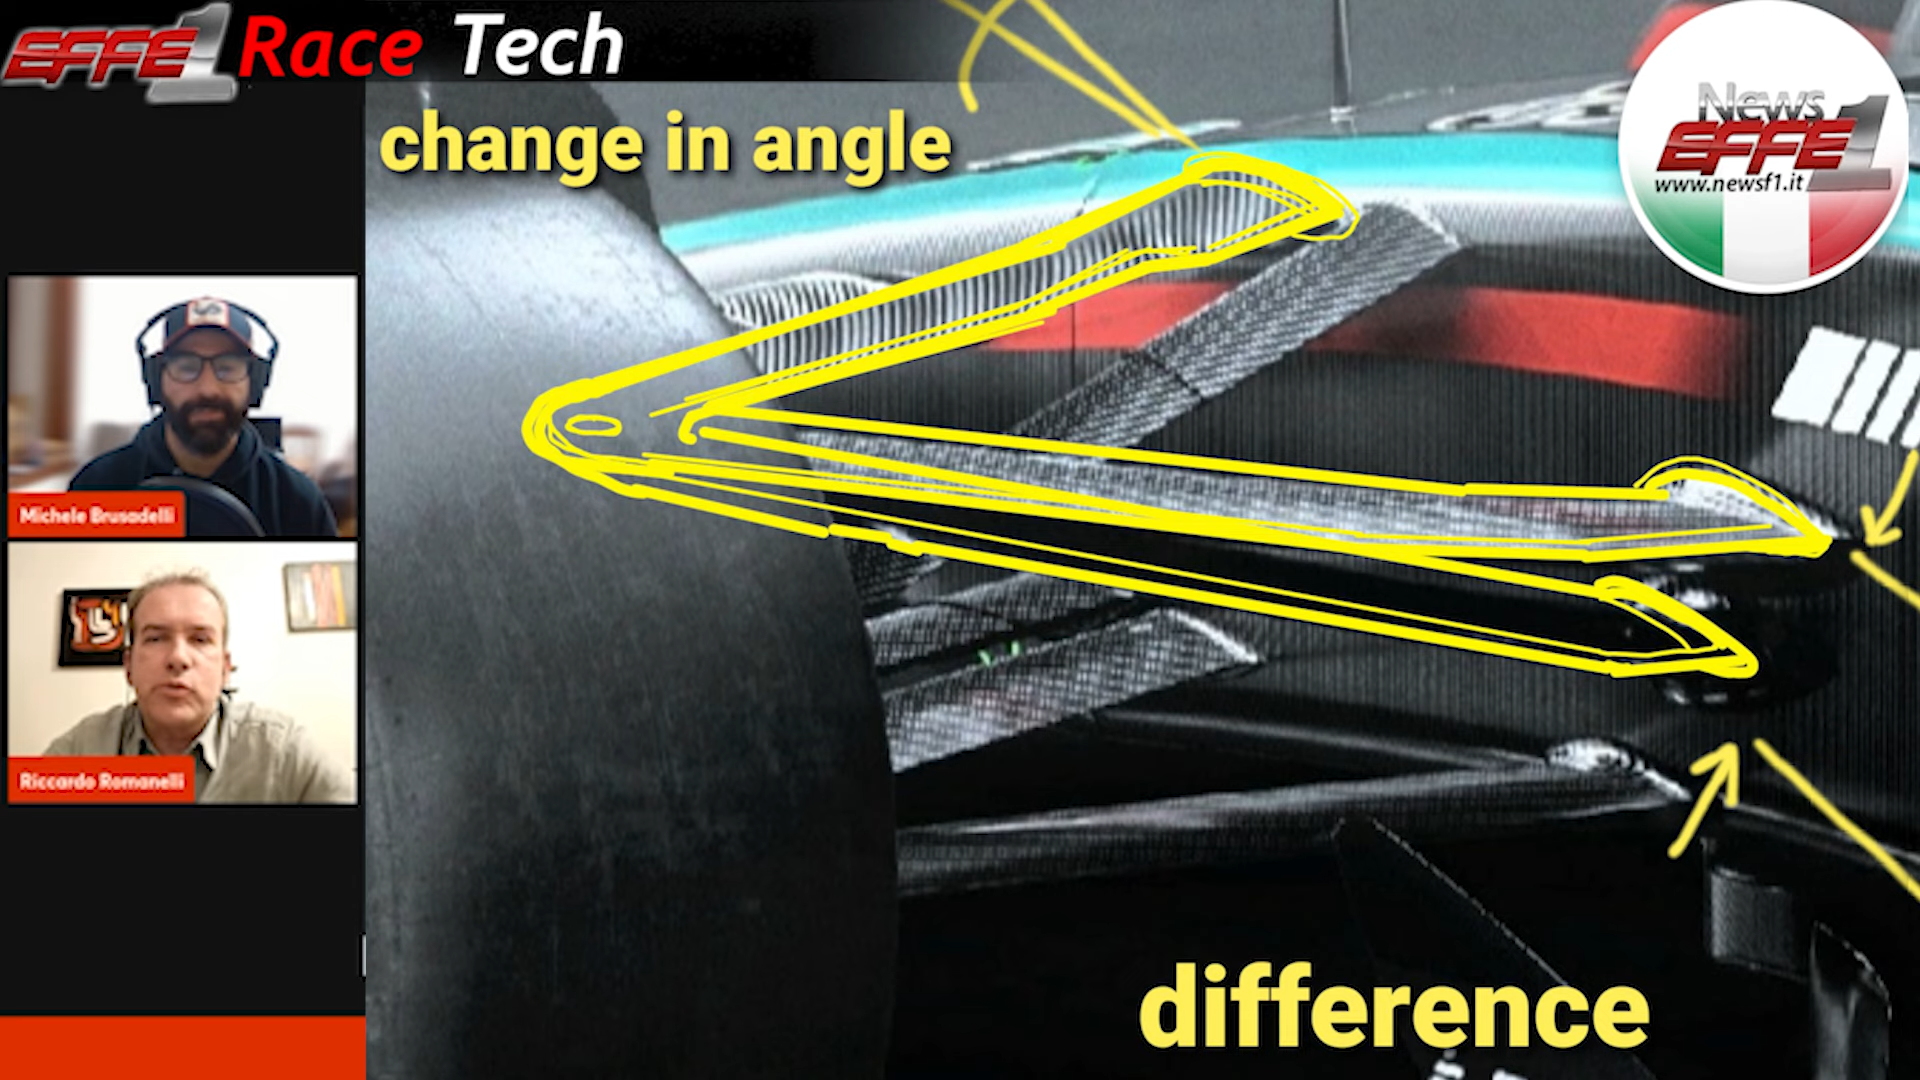 EFFE1 Race Tech
change in angle
News
EFFE1
www.newsf1.it
Michele Brusadelli
Riccardo Romanelli
difference